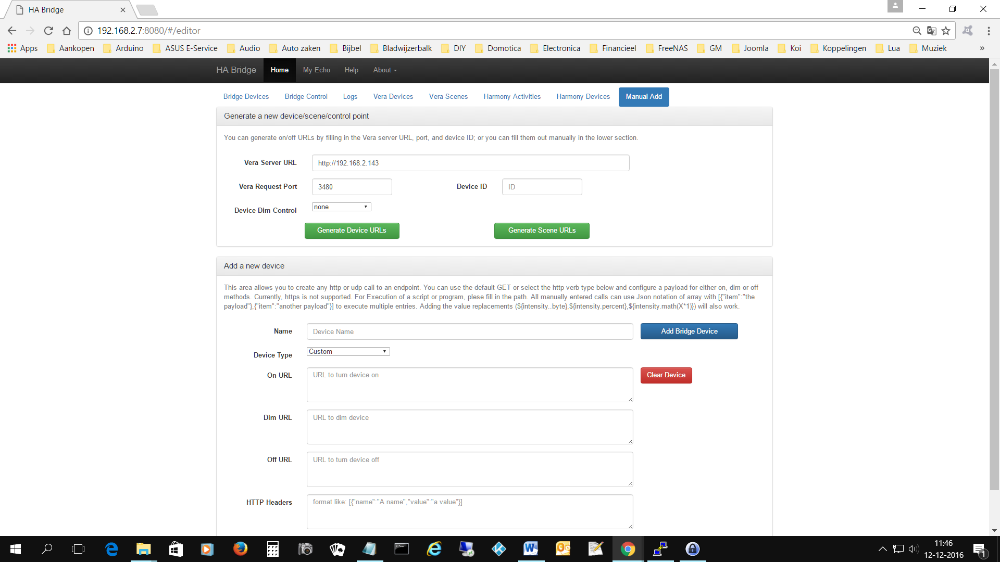 HA Bridge
192.168.2.7:8080/#/editor
Apps Aankopen Arduino ASUS E-Service Audio Auto zaken Bijbel Bladwijzerbalk DIY Domotica Electronica Financieel FreeNAS GM Joomla Koi Koppelingen Lua Muziek »
HA Bridge Home My Echo Help About
Bridge Devices Bridge Control Logs Vera Devices Vera Scenes Harmony Activities Harmony Devices Manual Add
Generate a new device/scene/control point
You can generate on/off URLs by filling in the Vera server URL, port, and device ID; or you can fill them out manually in the lower section.
Vera Server URL http://192.168.2.143
Vera Request Port 3480 Device ID ID
Device Dim Control none
Generate Device URLs Generate Scene URLs
Add a new device
This area allows you to create any http or udp call to an endpoint. You can use the default GET or select the http verb type below and configure a payload for either on, dim or off
methods. Currently, https is not supported. For Execution of a script or program, plese fill in the path. All manually entered calls can use Json notation of array with [{"item":"the
payload"},{"item":"another payload"}] to execute multiple entries. Adding the value replacements (${intensity..byte},${intensity.percent},${intensity.math(X*1)}) will also work.
Name Device Name Add Bridge Device
Device Type Custom
On URL URL to turn device on Clear Device
Dim URL URL to dim device
Off URL URL to turn device off
HTTP Headers format like: [{"name":"A name","value":"a value"}]
11:46
12-12-2016
1